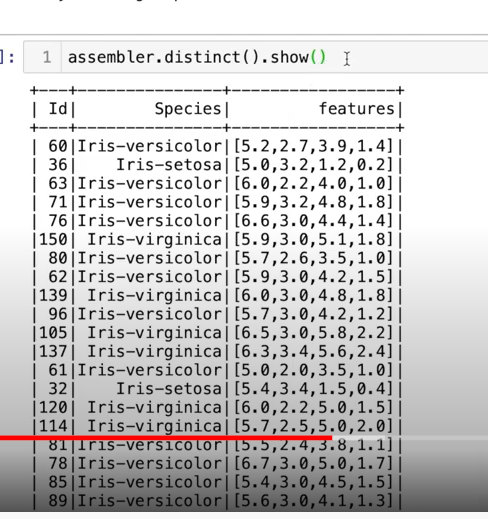 ]: 1 assembler.distinct().show()
+---+---------------+-----------------+
| Id|        Species|         features|
+---+---------------+-----------------+
| 60|Iris-versicolor|[5.2,2.7,3.9,1.4]|
| 36|    Iris-setosa|[5.0,3.2,1.2,0.2]|
| 63|Iris-versicolor|[6.0,2.2,4.0,1.0]|
| 71|Iris-versicolor|[5.9,3.2,4.8,1.8]|
| 76|Iris-versicolor|[6.6,3.0,4.4,1.4]|
|150| Iris-virginica|[5.9,3.0,5.1,1.8]|
| 80|Iris-versicolor|[5.7,2.6,3.5,1.0]|
| 62|Iris-versicolor|[5.9,3.0,4.2,1.5]|
|139| Iris-virginica|[6.0,3.0,4.8,1.8]|
| 96|Iris-versicolor|[5.7,3.0,4.2,1.2]|
|105| Iris-virginica|[6.5,3.0,5.8,2.2]|
|137| Iris-virginica|[6.3,3.4,5.6,2.4]|
| 61|Iris-versicolor|[5.0,2.0,3.5,1.0]|
| 32|    Iris-setosa|[5.4,3.4,1.5,0.4]|
|120| Iris-virginica|[6.0,2.2,5.0,1.5]|
|114| Iris-virginica|[5.7,2.5,5.0,2.0]|
| 81|Iris-versicolor|[5.5,2.4,3.8,1.1]|
| 78|Iris-versicolor|[6.7,3.0,5.0,1.7]|
| 85|Iris-versicolor|[5.4,3.0,4.5,1.5]|
| 89|Iris-versicolor|[5.6,3.0,4.1,1.3]|